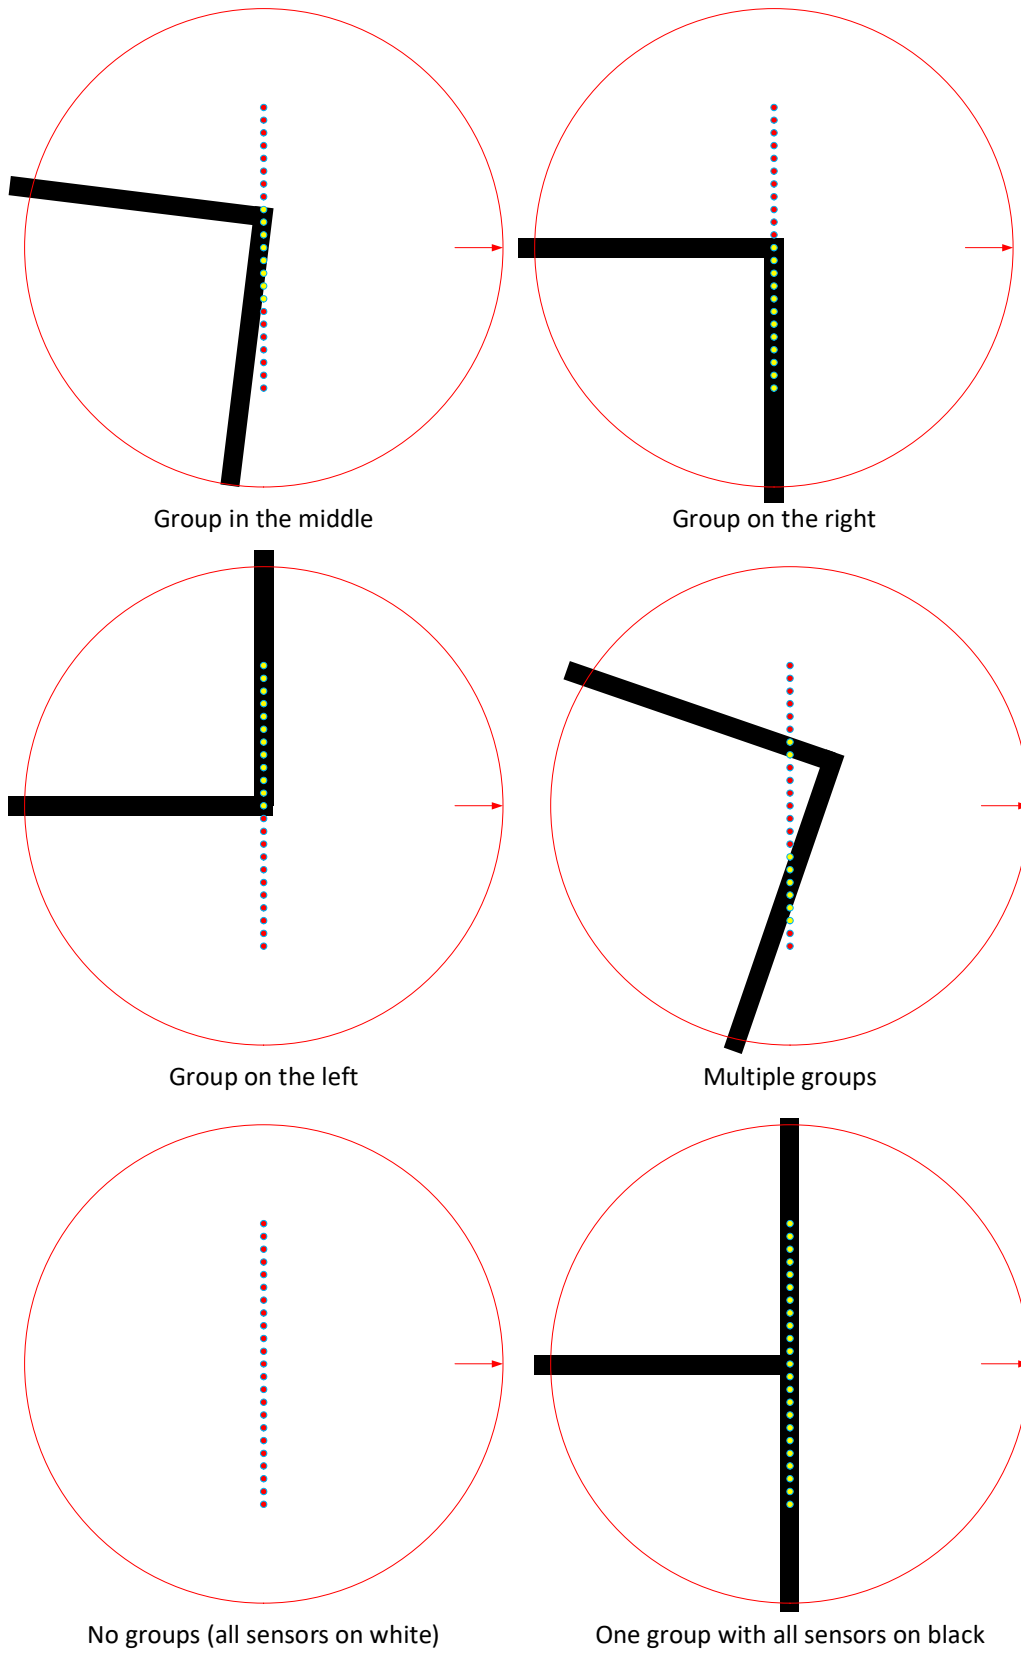 Group in the middle
Group on the right
Group on the left
Multiple groups
No groups (all sensors on white)
One group with all sensors on black